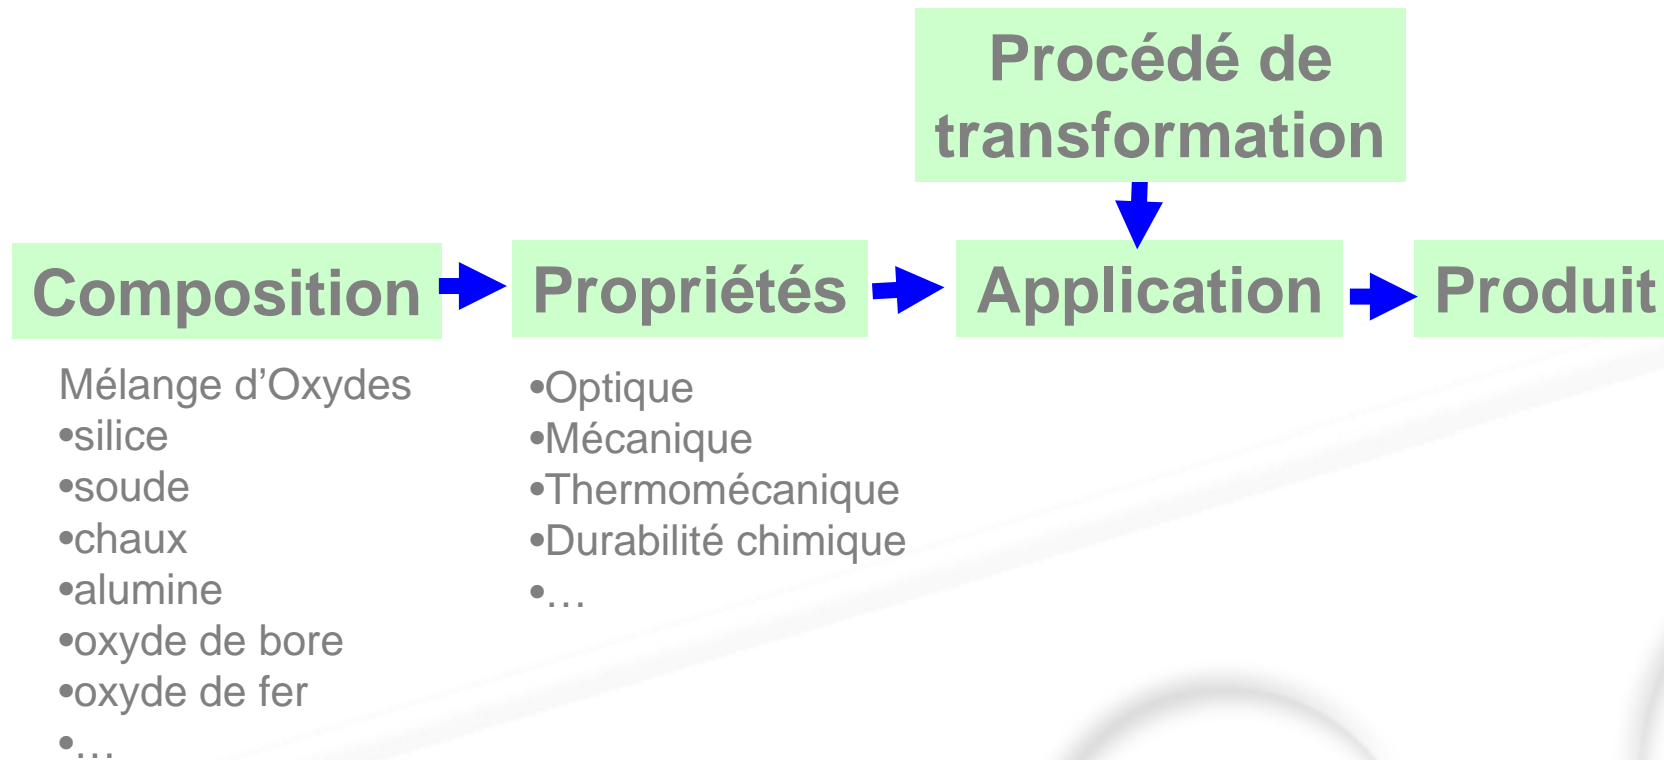 Procédé de
transformation
Composition
Propriétés
Application
Produit
Mélange d’Oxydes
•silice
•soude
•chaux
•alumine
•oxyde de bore
•oxyde de fer
•…
•Optique
•Mécanique
•Thermomécanique
•Durabilité chimique
•…